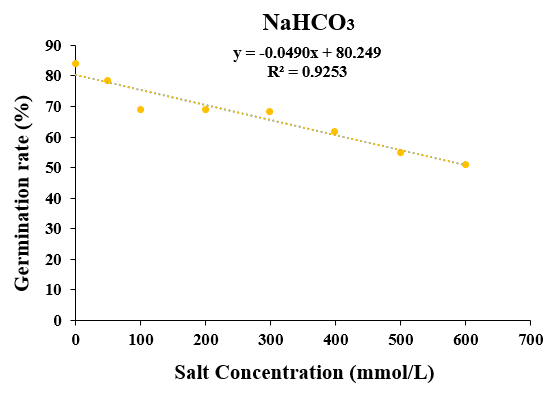 NaHCO3
y = -0.0490x + 80.249
R² = 0.9253
90
80
70
60
50
40
30
20
10
0
Germination rate (%)
0 100 200 300 400 500 600 700
Salt Concentration (mmol/L)